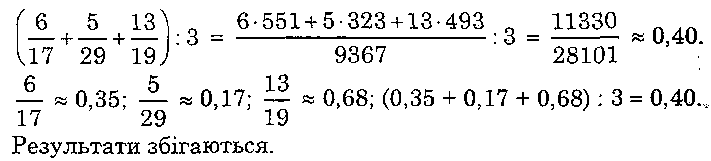 (6/17 + 5/29 + 13/19) : 3 = (6·551+5·323+13·493)/9367 : 3 = 11330/28101 ≈ 0,40.
6/17 ≈ 0,35; 5/29 ≈ 0,17; 13/19 ≈ 0,68; (0,35 + 0,17 + 0,68) : 3 = 0,40.
Результати збігаються.